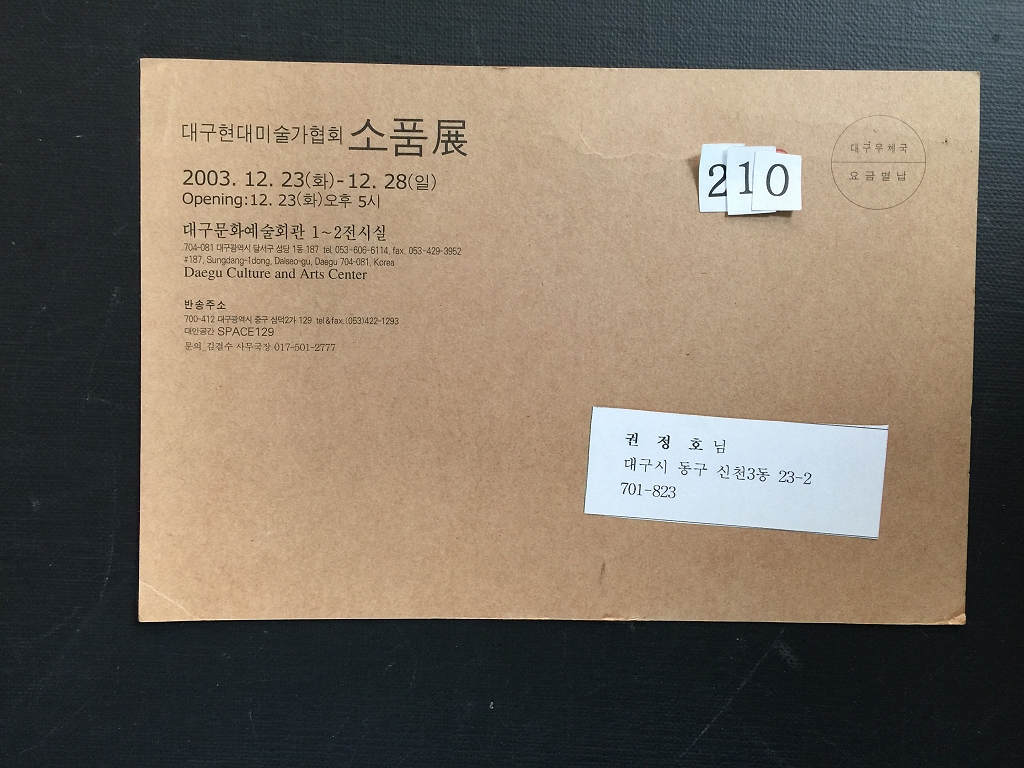 대구현대미술가협회 소품展
2003. 12. 23(화)-12. 28(일)
Opening:12. 23(화)오후 5시
대구문화예술회관 1~2전시실
704-081 대구광역시 달서구 성당 1동 187 tel. 053-606-6114, fax. 053-429-3952
#187, Sungdang-1dong, Dalseo-gu, Daegu 704-081, Korea
Daegu Culture and Arts Center
반송주소
700-412 대구광역시 중구 삼덕2가 129 tel&fax.(053)422-1293
대안공간 SPACE129
문의_김결수 사무국장 017-501-2777
210
대구우체국
요금별납
권 정 호 님
대구시 동구 신천3동 23-2
701-823